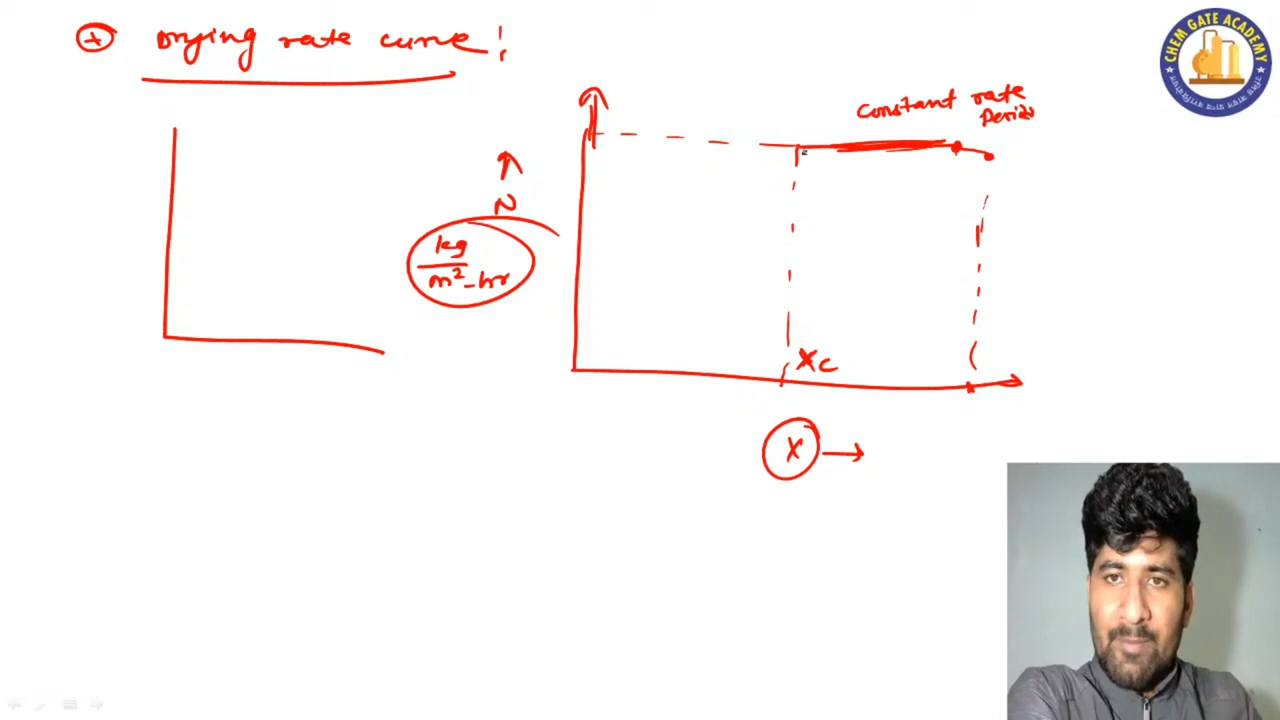 + Drying rate curve!
CHEM GATE ACADEMY
constant rate
Period
N
kg
m² - hr
Xc
X